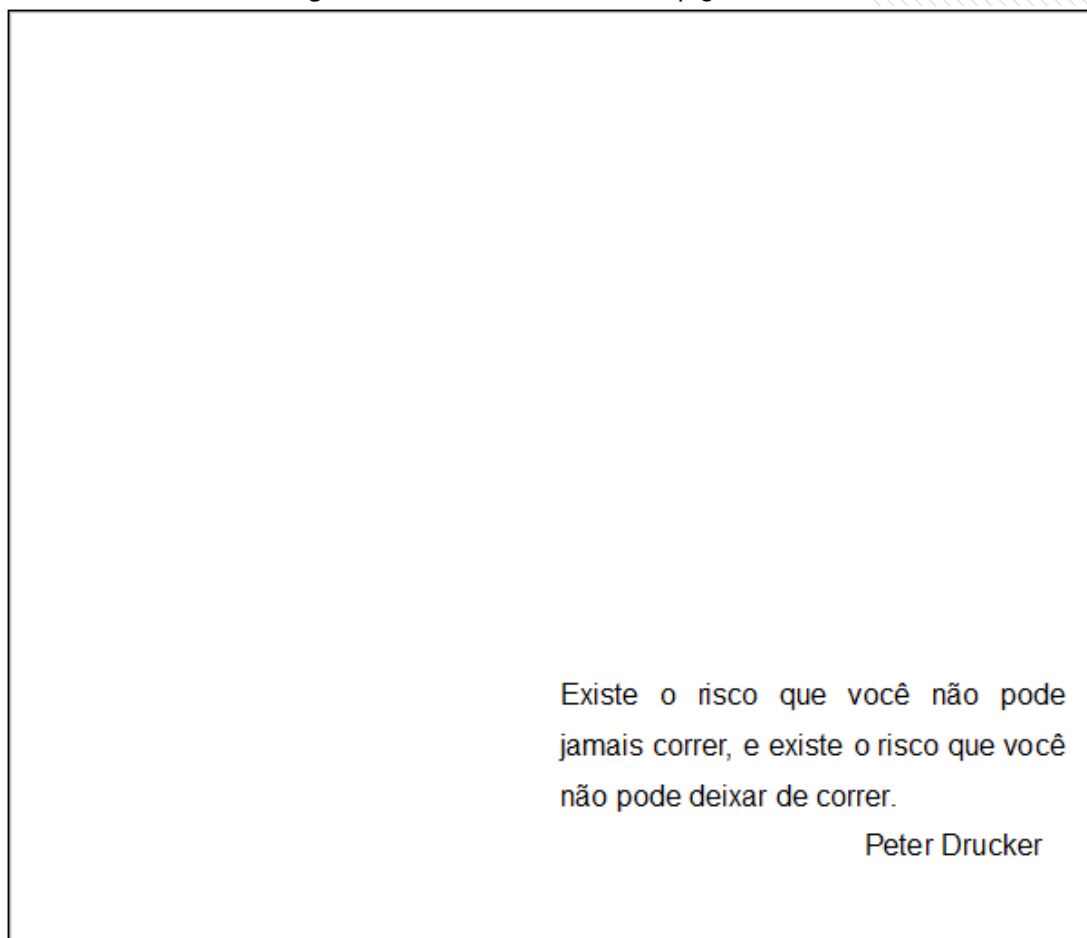 Existe o risco que você não pode
jamais correr, e existe o risco que você
não pode deixar de correr.
Peter Drucker